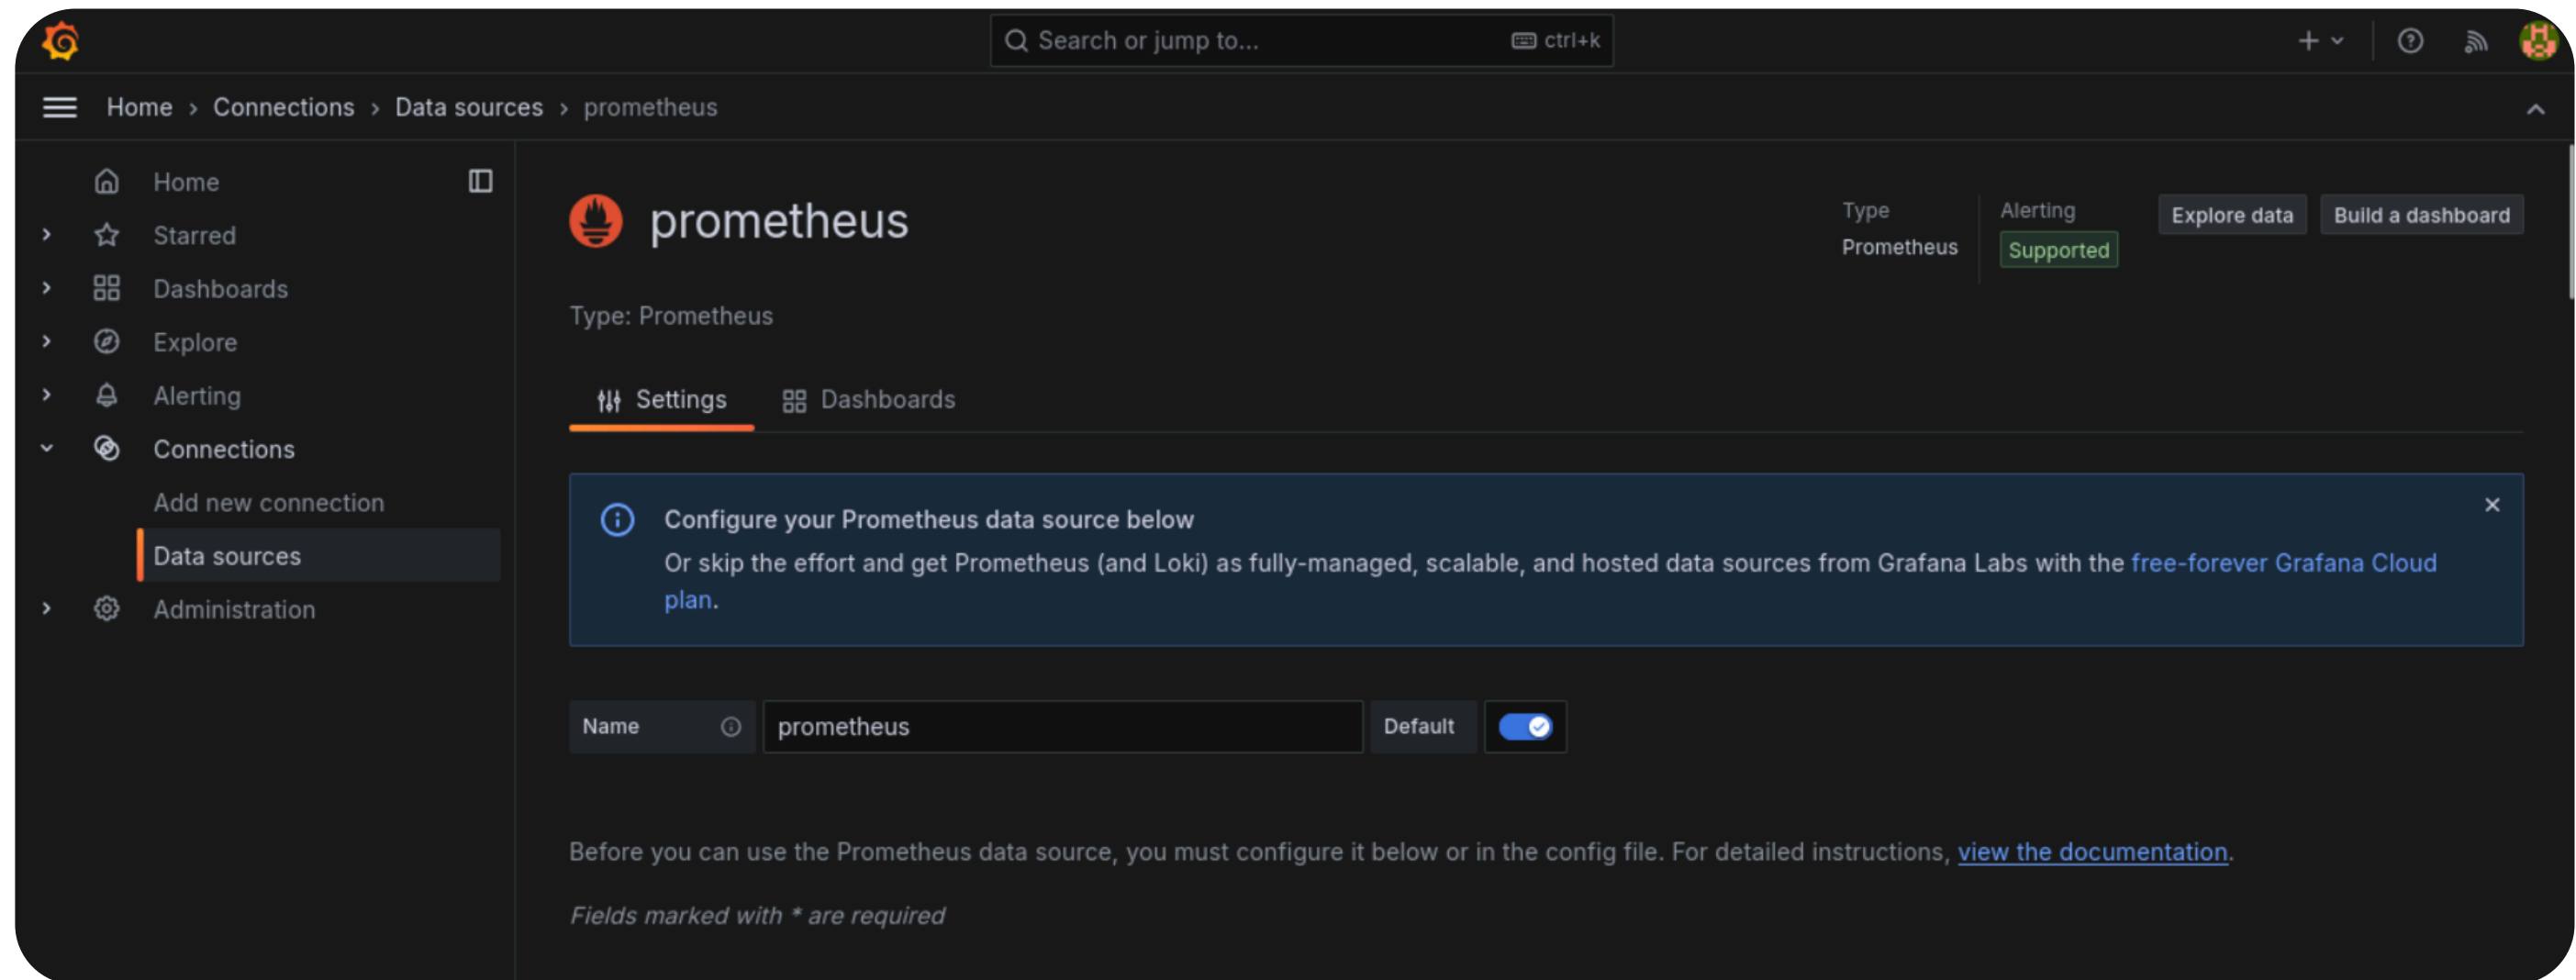 Search or jump to... ctrl+k
Home › Connections › Data sources › prometheus
Home
Starred
Dashboards
Explore
Alerting
Connections
Add new connection
Data sources
Administration
prometheus
Type
Prometheus
Alerting
Supported
Explore data
Build a dashboard
Type: Prometheus
Settings
Dashboards
Configure your Prometheus data source below
Or skip the effort and get Prometheus (and Loki) as fully-managed, scalable, and hosted data sources from Grafana Labs with the free-forever Grafana Cloud
plan.
Name prometheus Default
Before you can use the Prometheus data source, you must configure it below or in the config file. For detailed instructions, view the documentation.
Fields marked with * are required